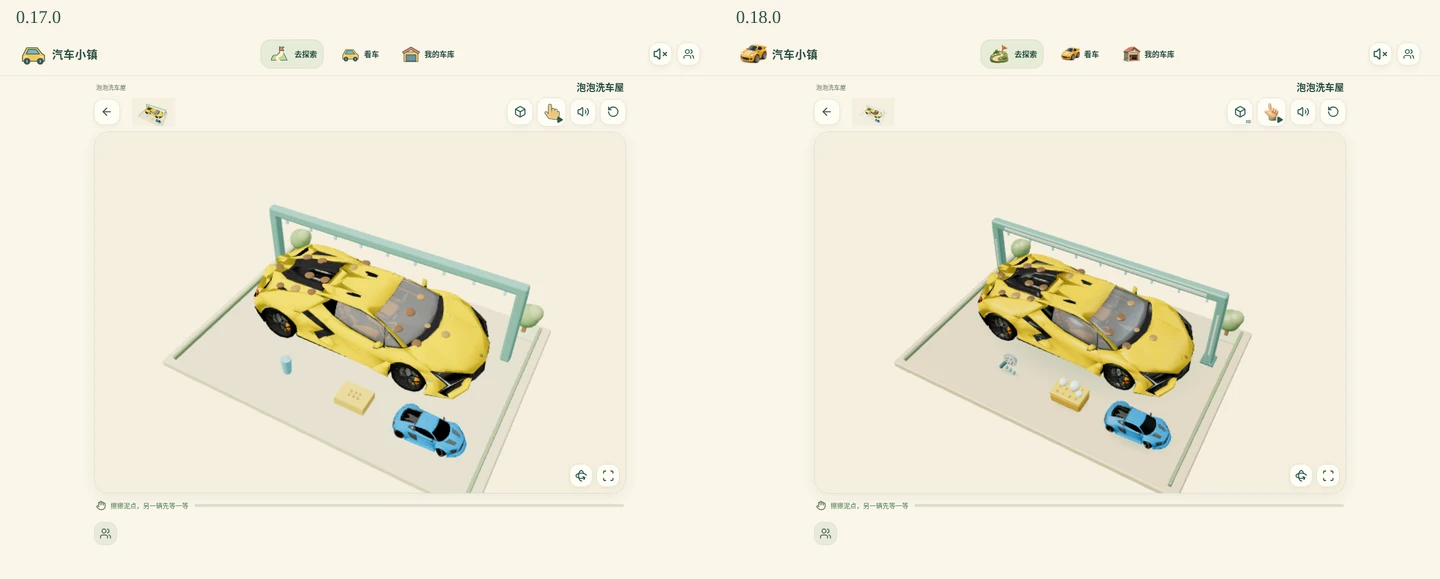 0.17.0
汽车小镇
去探索
看车
我的车库
泡泡洗车屋
泡泡洗车屋
擦擦泥点，另一辆先等一等
0.18.0
汽车小镇
去探索
看车
我的车库
泡泡洗车屋
泡泡洗车屋
擦擦泥点，另一辆先等一等